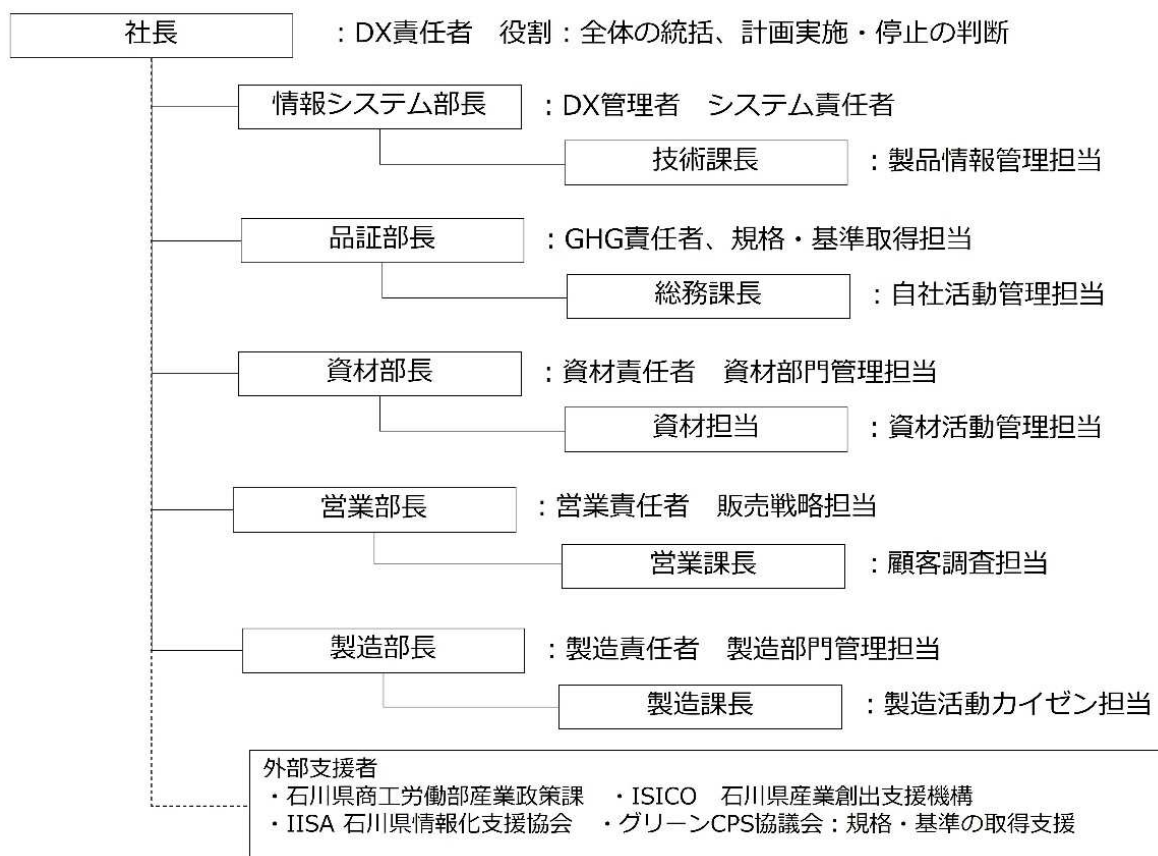 社長　：DX責任者　役割：全体の統括、計画実施・停止の判断
情報システム部長　：DX管理者　システム責任者
技術課長　：製品情報管理担当
品証部長　：GHG責任者、規格・基準取得担当
総務課長　：自社活動管理担当
資材部長　：資材責任者　資材部門管理担当
資材担当　：資材活動管理担当
営業部長　：営業責任者　販売戦略担当
営業課長　：顧客調査担当
製造部長　：製造責任者　製造部門管理担当
製造課長　：製造活動カイゼン担当
外部支援者
・石川県商工労働部産業政策課　・ISICO　石川県産業創出支援機構
・IISA 石川県情報化支援協会　・グリーンCPS協議会：規格・基準の取得支援